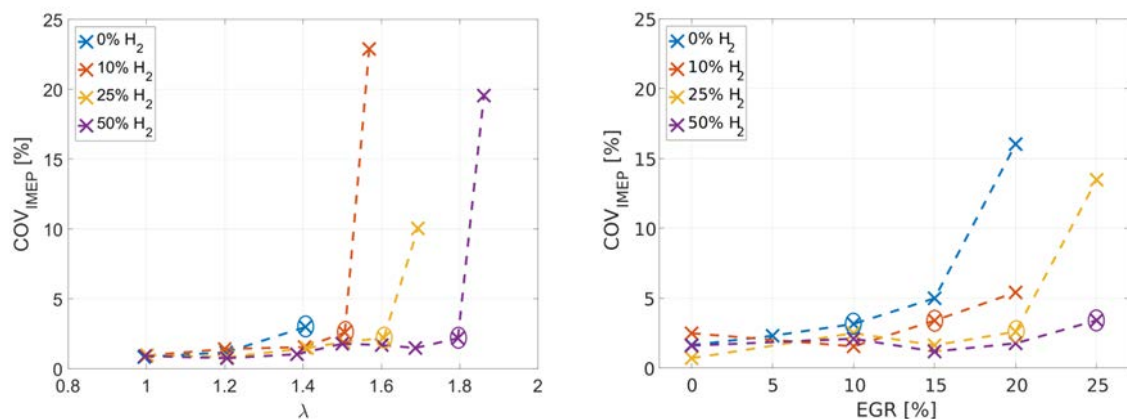 25
20
15
10
5
0
COV_IMEP [%]
0% H₂
10% H₂
25% H₂
50% H₂
0.8 1 1.2 1.4 1.6 1.8 2
λ
25
20
15
10
5
0
COV_IMEP [%]
0% H₂
10% H₂
25% H₂
50% H₂
0 5 10 15 20 25
EGR [%]